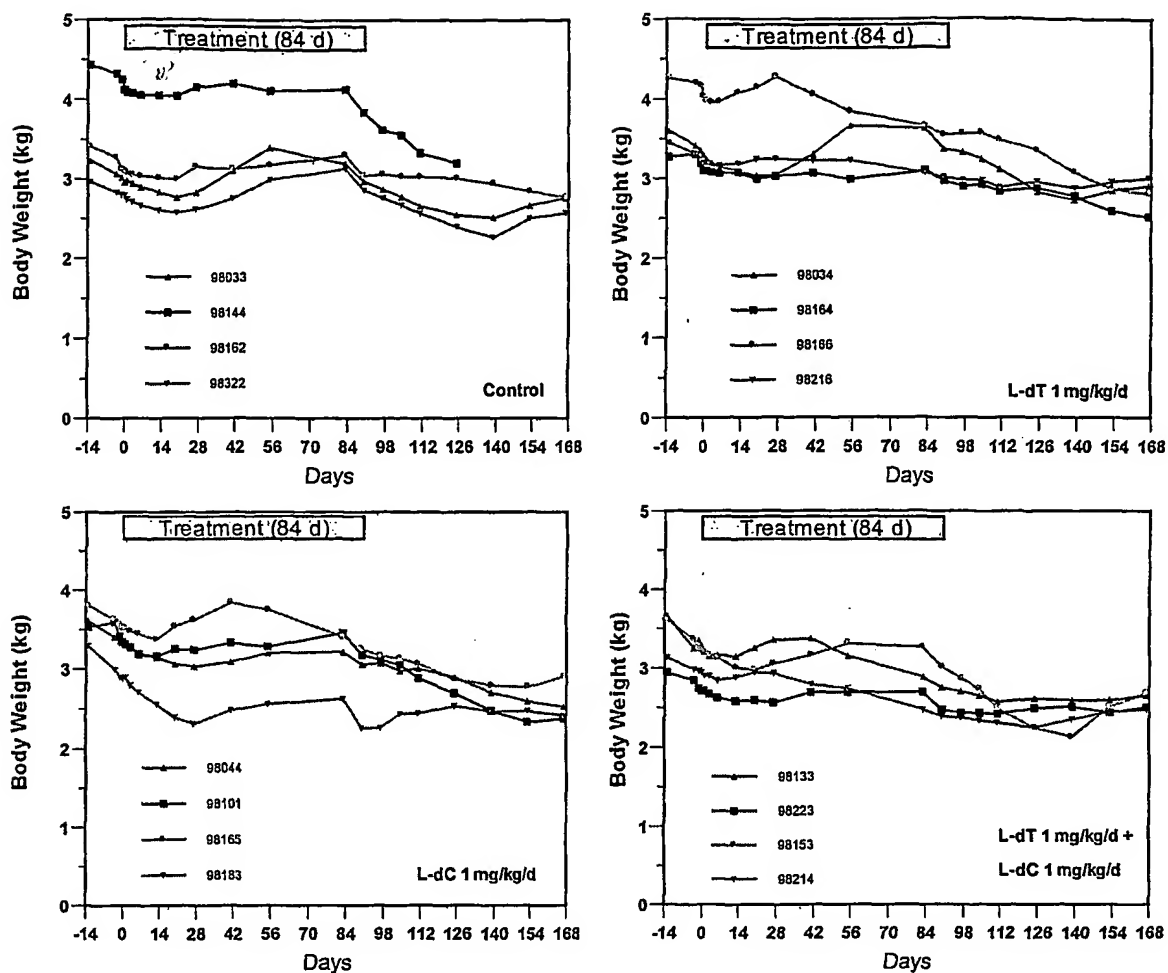 5
4
3
2
1
0
Body Weight (kg)
Treatment (84 d)
98033
98144
98162
98322
Control
-14 0 14 28 42 56 70 84 98 112 126 140 154 168
Days
5
4
3
2
1
0
Body Weight (kg)
Treatment (84 d)
98034
98164
98166
98216
L-dT 1 mg/kg/d
-14 0 14 28 42 56 70 84 98 112 126 140 154 168
Days
5
4
3
2
1
0
Body Weight (kg)
Treatment (84 d)
98044
98101
98165
98183
L-dC 1 mg/kg/d
-14 0 14 28 42 56 70 84 98 112 126 140 154 168
Days
5
4
3
2
1
0
Body Weight (kg)
Treatment (84 d)
98133
98223
98153
98214
L-dT 1 mg/kg/d +
L-dC 1 mg/kg/d
-14 0 14 28 42 56 70 84 98 112 126 140 154 168
Days